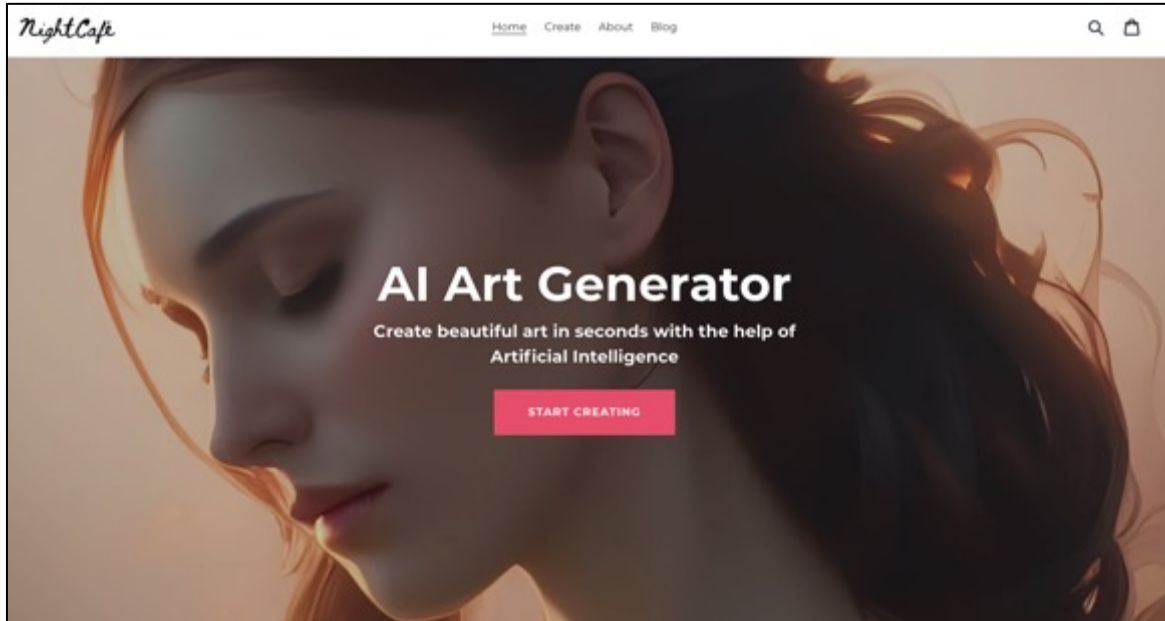 NightCafé
Home Create About Blog
AI Art Generator
Create beautiful art in seconds with the help of
Artificial Intelligence
START CREATING